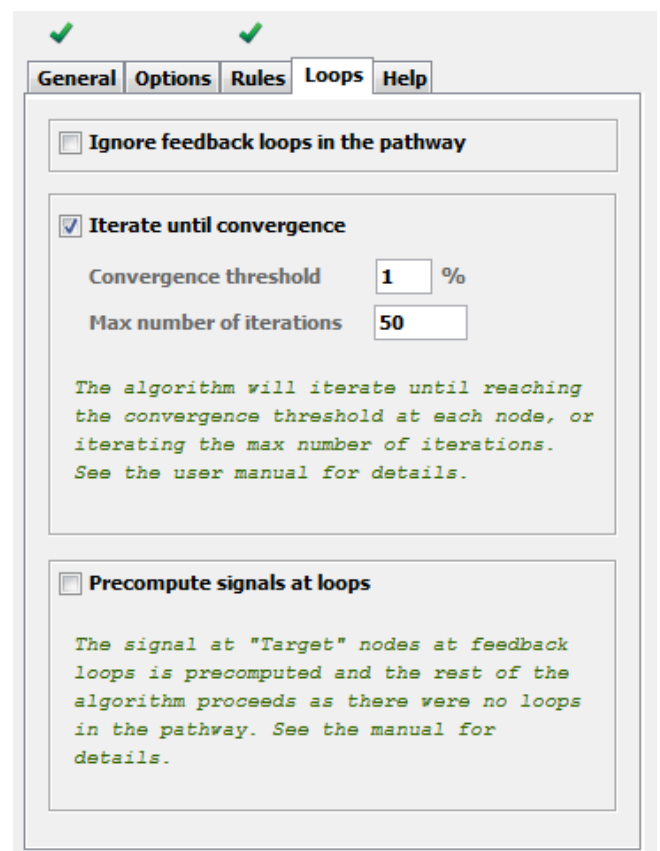 General Options Rules Loops Help
Ignore feedback loops in the pathway
Iterate until convergence
Convergence threshold 1 %
Max number of iterations 50
The algorithm will iterate until reaching
the convergence threshold at each node, or
iterating the max number of iterations.
See the user manual for details.
Precompute signals at loops
The signal at "Target" nodes at feedback
loops is precomputed and the rest of the
algorithm proceeds as there were no loops
in the pathway. See the manual for
details.